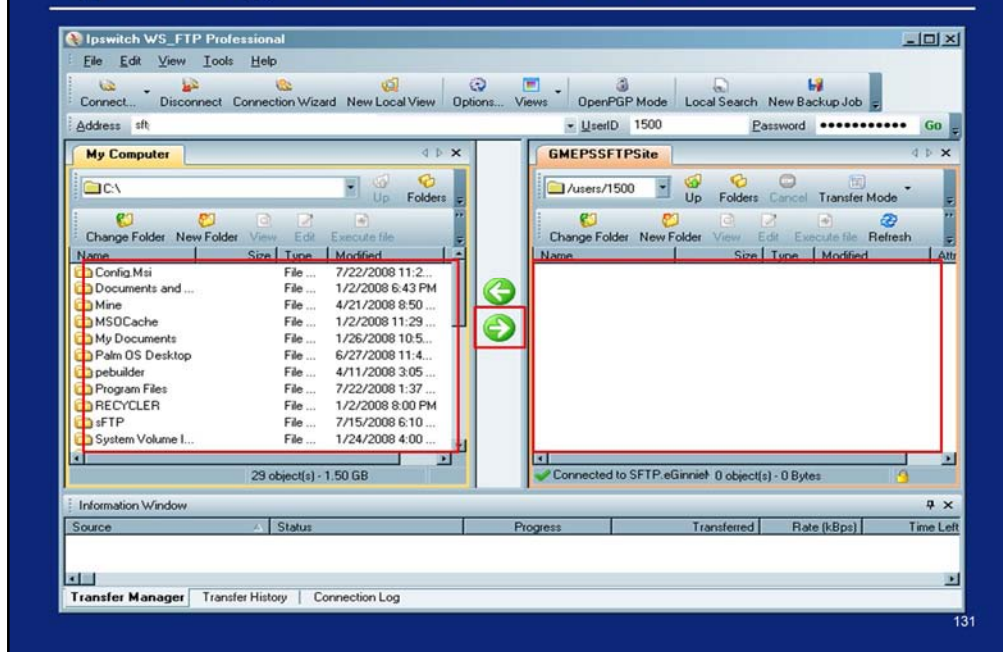 Ipswitch WS_FTP Professional
File Edit View Tools Help
Connect... Disconnect Connection Wizard New Local View Options... Views OpenPGP Mode Local Search New Backup Job
Address sft UserID 1500 Password ••••••••••• Go
My Computer
C:\
Up Folders
Change Folder New Folder View Edit Execute file
Name Size Type Modified
Config.Msi File ... 7/22/2008 11:2...
Documents and ... File ... 1/2/2008 6:43 PM
Mine File ... 4/21/2008 8:50 ...
MSOCache File ... 1/2/2008 11:29 ...
My Documents File ... 1/26/2008 10:5...
Palm OS Desktop File ... 6/27/2008 11:4...
pebuilder File ... 4/11/2008 3:05 ...
Program Files File ... 7/22/2008 1:37 ...
RECYCLER File ... 1/2/2008 8:00 PM
sFTP File ... 7/15/2008 6:10 ...
System Volume I... File ... 1/24/2008 4:00 ...
29 object(s) - 1.50 GB
GMEPSSFTPSite
/users/1500
Up Folders Cancel Transfer Mode
Change Folder New Folder View Edit Execute file Refresh
Name Size Type Modified Attr
Connected to SFTP.eGinnieM 0 object(s) - 0 Bytes
Information Window
Source Status Progress Transferred Rate (kBps) Time Left
Transfer Manager Transfer History Connection Log
131